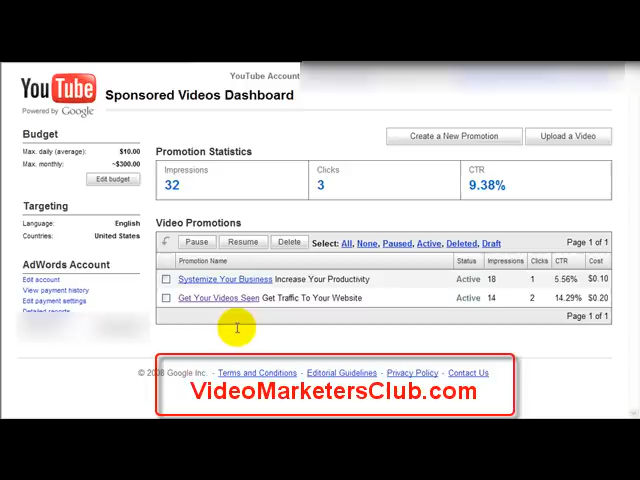 YouTube
Powered by Google
YouTube Account
Sponsored Videos Dashboard
Budget
Max. daily (average): $10.00
Max. monthly: ~$300.00
Edit budget
Targeting
Language: English
Countries: United States
AdWords Account
Edit account
View payment history
Edit payment settings
Detailed reports
Create a New Promotion
Upload a Video
Promotion Statistics
Impressions Clicks CTR
32 3 9.38%
Video Promotions
Pause Resume Delete Select: All, None, Paused, Active, Deleted, Draft Page 1 of 1
Promotion Name Status Impressions Clicks CTR Cost
Systemize Your Business Increase Your Productivity Active 18 1 5.56% $0.10
Get Your Videos Seen Get Traffic To Your Website Active 14 2 14.29% $0.20
Page 1 of 1
© 2008 Google Inc. - Terms and Conditions - Editorial Guidelines - Privacy Policy - Contact Us
VideoMarketersClub.com